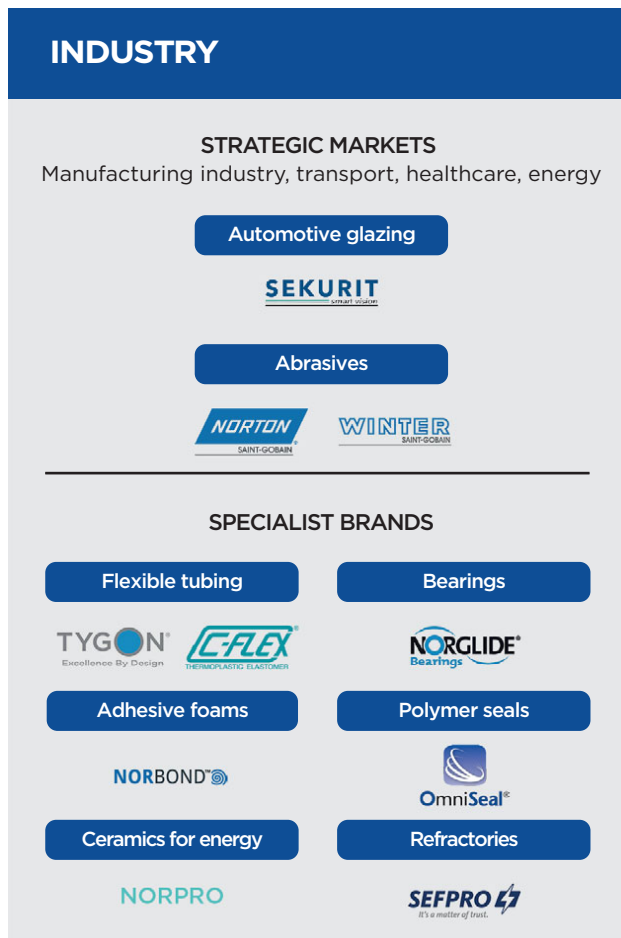 INDUSTRY
STRATEGIC MARKETS
Manufacturing industry, transport, healthcare, energy
Automotive glazing
SEKURIT
smart vision
Abrasives
NORTON
SAINT-GOBAIN
WINTER
SAINT-GOBAIN
SPECIALIST BRANDS
Flexible tubing
TYGON®
Excellence By Design
C-FLEX®
THERMOPLASTIC ELASTOMER
Bearings
NORGLIDE®
Bearings
Adhesive foams
NORBOND™
Polymer seals
OmniSeal®
Ceramics for energy
NORPRO
Refractories
SEFPRO
It's a matter of trust.